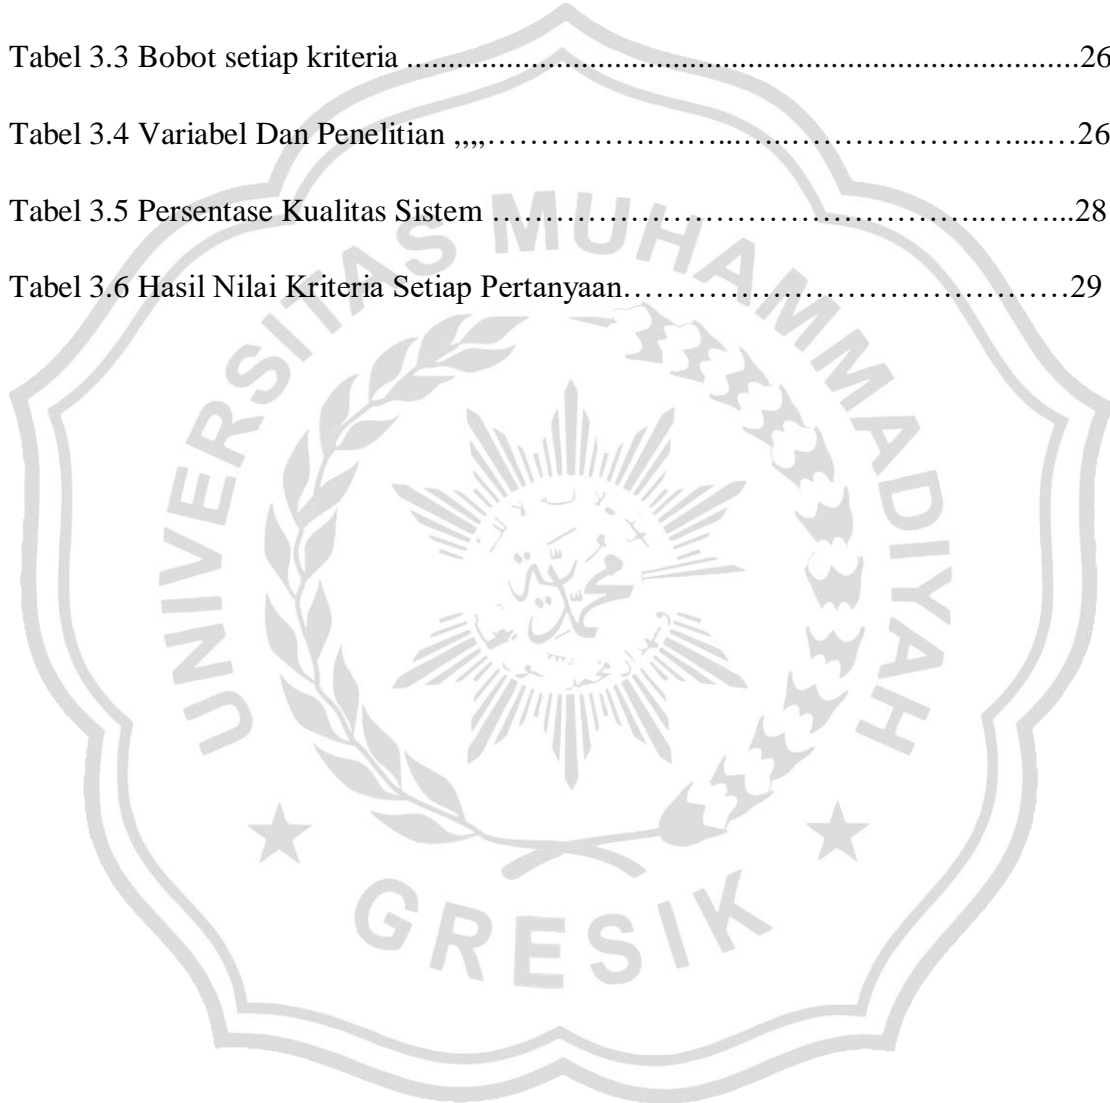 Tabel 3.3 Bobot setiap kriteria ......................................................................................26
Tabel 3.4 Variabel Dan Penelitian ,,,,…………………...…..…………………....…26
Tabel 3.5 Persentase Kualitas Sistem ………………………………………..……...28
Tabel 3.6 Hasil Nilai Kriteria Setiap Pertanyaan……………………………………29
UNIVERSITAS MUHAMMADIYAH
محمدية
GRESIK